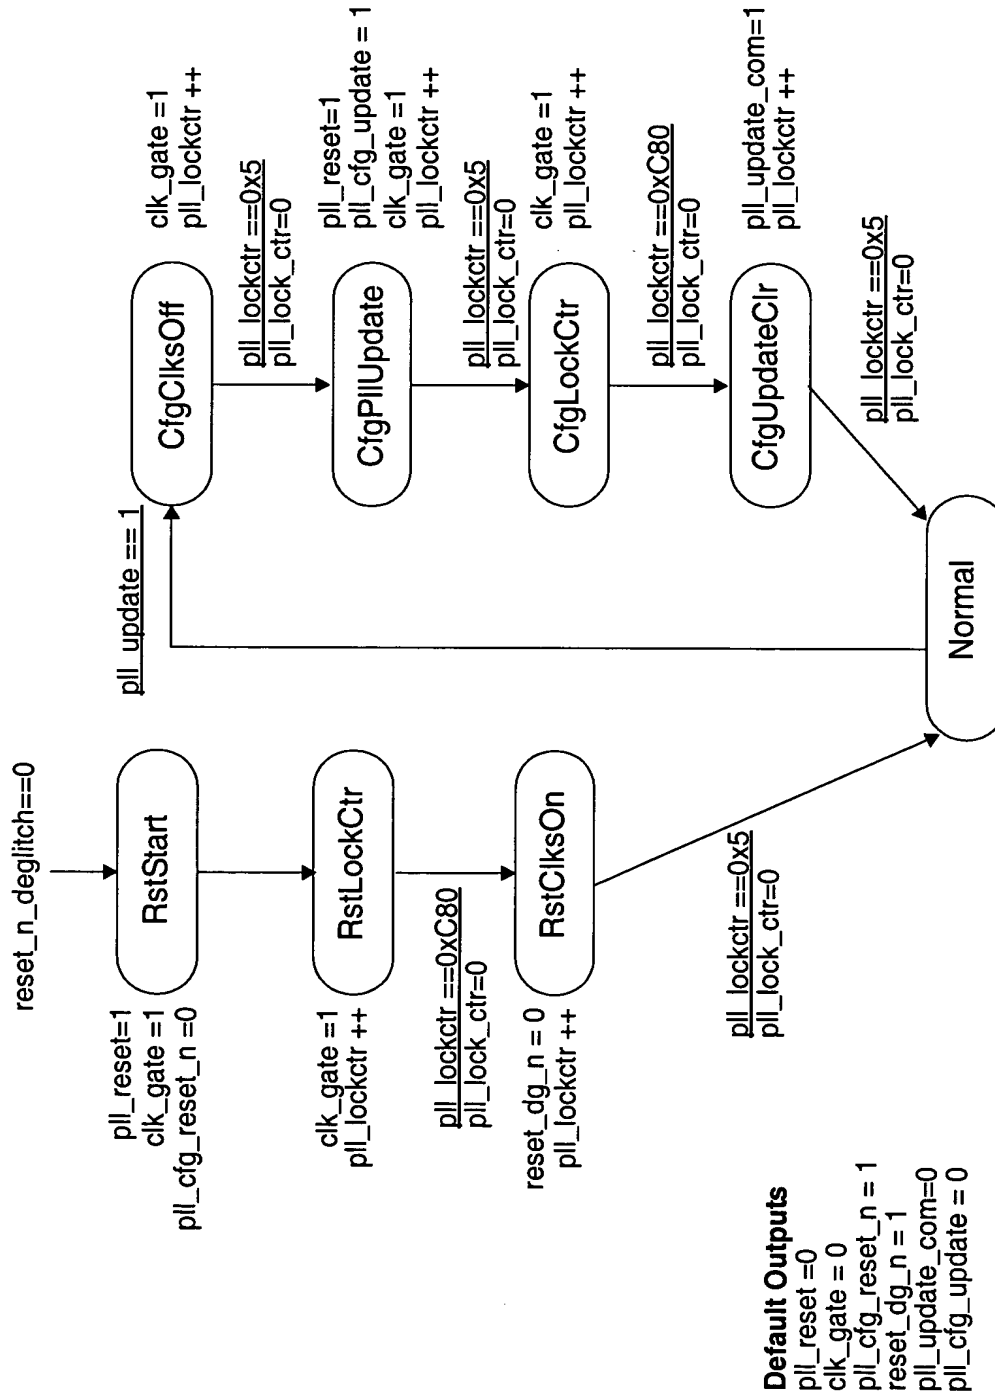 reset_n_deglitch==0
RstStart
pll_reset=1
clk_gate =1
pll_cfg_reset_n =0
RstLockCtr
clk_gate =1
pll_lockctr ++
pll_lockctr ==0xC80
pll_lock_ctr=0
RstClksOn
reset_dg_n = 0
pll_lockctr ++
pll_lockctr ==0x5
pll_lock_ctr=0
Normal
pll_update == 1
CfgClksOff
clk_gate =1
pll_lockctr ++
pll_lockctr ==0x5
pll_lock_ctr=0
CfgPllUpdate
pll_reset=1
pll_cfg_update = 1
clk_gate =1
pll_lockctr ++
pll_lockctr ==0x5
pll_lock_ctr=0
CfgLockCtr
clk_gate =1
pll_lockctr ++
pll_lockctr ==0xC80
pll_lock_ctr=0
CfgUpdateClr
pll_update_com=1
pll_lockctr ++
pll_lockctr ==0x5
pll_lock_ctr=0
Default Outputs
pll_reset =0
clk_gate = 0
pll_cfg_reset_n = 1
reset_dg_n = 1
pll_update_com=0
pll_cfg_update = 0